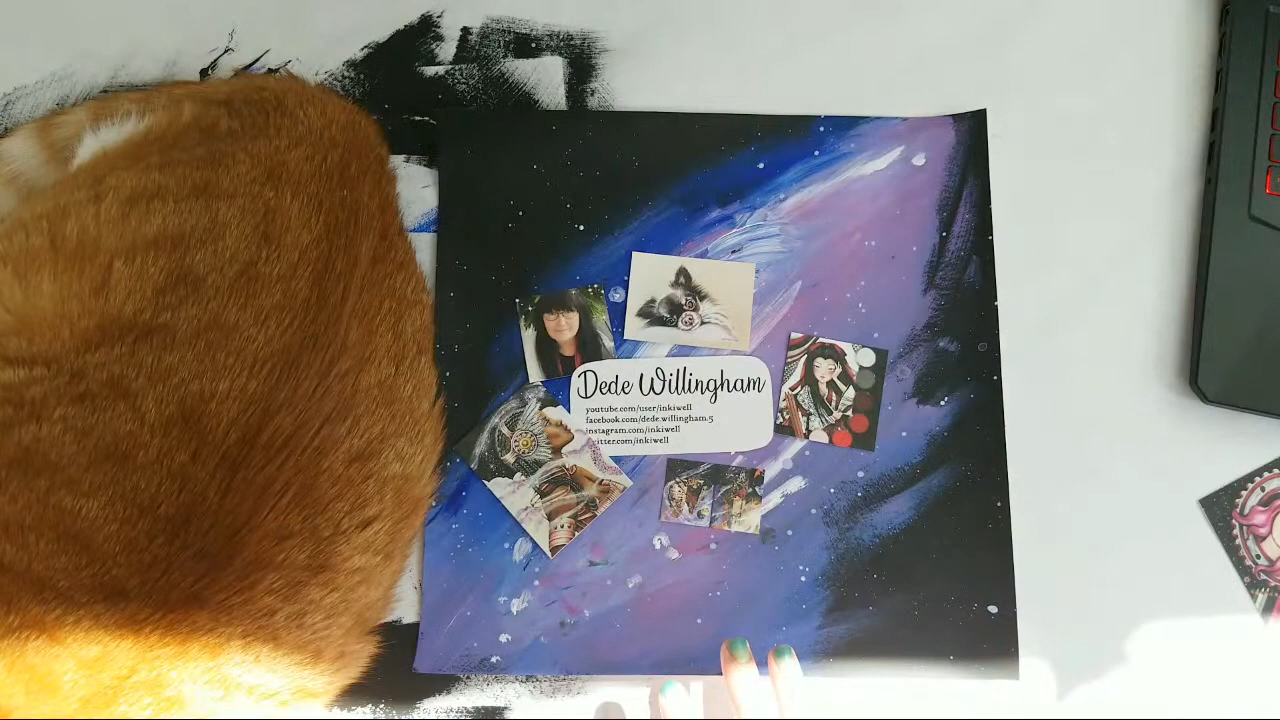 Dede Willingham
youtube.com/user/inkiwell
facebook.com/dede.willingham.5
instagram.com/inkiwell
twitter.com/inkiwell